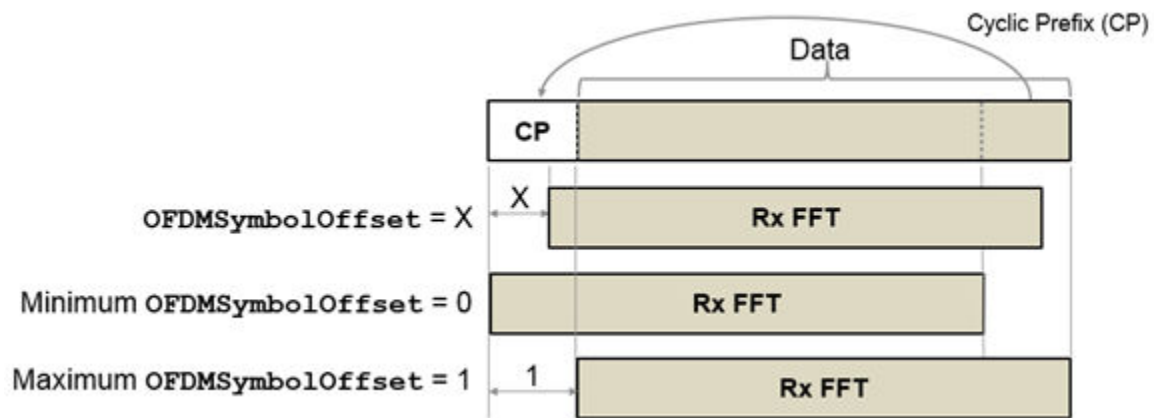 Cyclic Prefix (CP)
Data
CP
X
OFDMSymbolOffset = X
Rx FFT
Minimum OFDMSymbolOffset = 0
Rx FFT
Maximum OFDMSymbolOffset = 1
1
Rx FFT